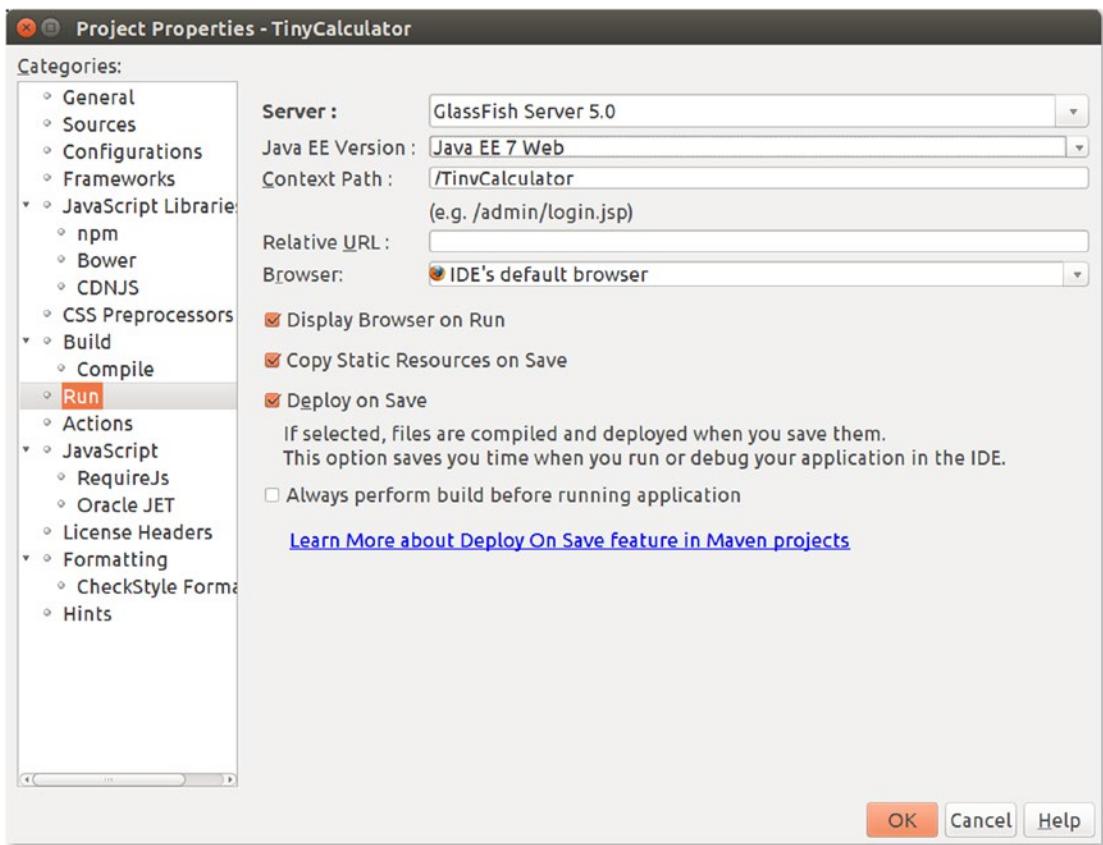 Project Properties - TinyCalculator
Categories:
General
Sources
Configurations
Frameworks
JavaScript Librarie
npm
Bower
CDNJS
CSS Preprocessors
Build
Compile
Run
Actions
JavaScript
RequireJs
Oracle JET
License Headers
Formatting
CheckStyle Forma
Hints
Server : GlassFish Server 5.0
Java EE Version : Java EE 7 Web
Context Path : /TinyCalculator
(e.g. /admin/login.jsp)
Relative URL :
Browser: IDE's default browser
Display Browser on Run
Copy Static Resources on Save
Deploy on Save
If selected, files are compiled and deployed when you save them.
This option saves you time when you run or debug your application in the IDE.
Always perform build before running application
Learn More about Deploy On Save feature in Maven projects
OK Cancel Help